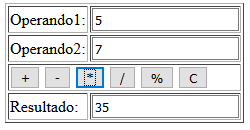 Operando1: 5
Operando2: 7
+ - * / % C
Resultado: 35